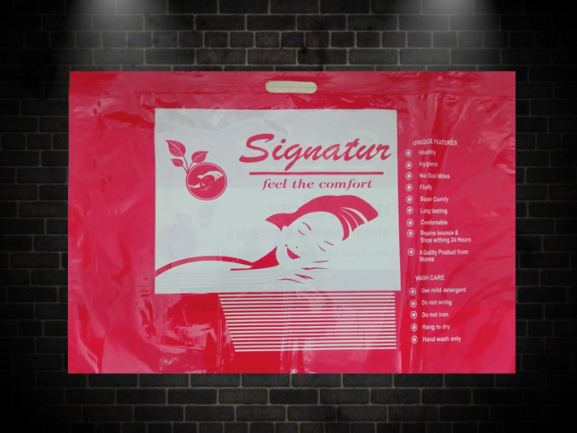 Signatur
feel the comfort
UNIQUE FEATURES
Healthy
Hygienic
Non Dust Mites
Fluffy
Super Comfy
Long lasting
Comfortable
Regains bounce &
Shape withing 24 Hours
A Quality Product from
WASH CARE
Use mild detergent
Do not wring
Do not iron
Hang to dry
Hand wash only